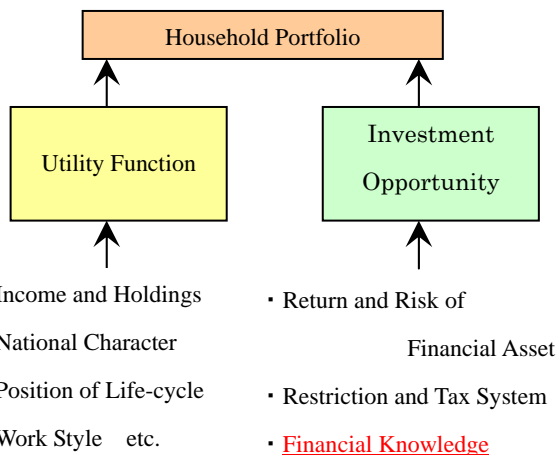 Household Portfolio
Utility Function
Investment
Opportunity
Income and Holdings
National Character
Position of Life-cycle
Work Style etc.
・Return and Risk of
Financial Asset
・Restriction and Tax System
・Financial Knowledge